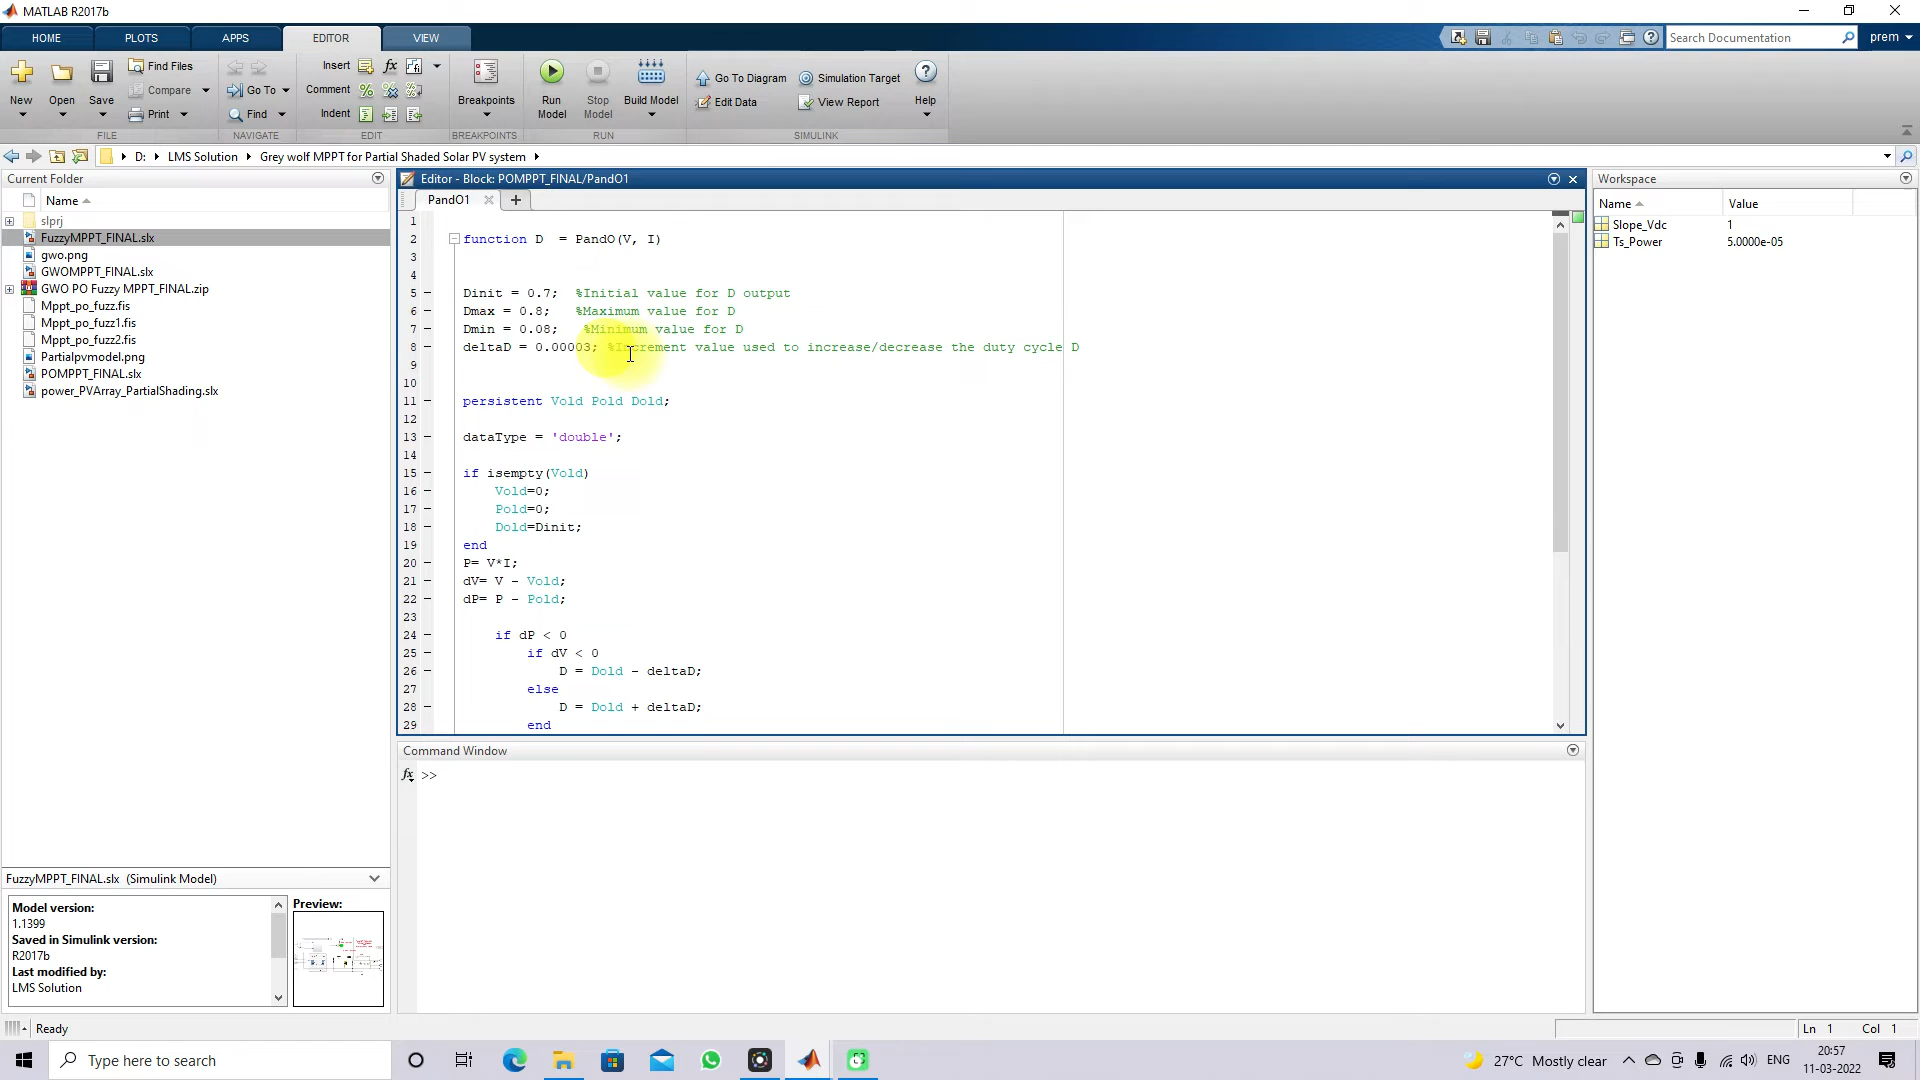 MATLAB R2017b
HOME PLOTS APPS EDITOR VIEW
Search Documentation prem
New Open Save Find Files Compare Print
Go To Find
Insert fx
Comment
Indent
Breakpoints Run Model Stop Model Build Model
Go To Diagram Simulation Target
Edit Data View Report
Help
FILE NAVIGATE EDIT BREAKPOINTS RUN SIMULINK
D: LMS Solution Grey wolf MPPT for Partial Shaded Solar PV system
Current Folder
Name
slprj
FuzzyMPPT_FINAL.slx
gwo.png
GWOMPPT_FINAL.slx
GWO PO Fuzzy MPPT_FINAL.zip
Mppt_po_fuzz.fis
Mppt_po_fuzz1.fis
Mppt_po_fuzz2.fis
Partialpvmodel.png
POMPPT_FINAL.slx
power_PVArray_PartialShading.slx
FuzzyMPPT_FINAL.slx (Simulink Model)
Model version:
1.1399
Saved in Simulink version:
R2017b
Last modified by:
LMS Solution
Preview:
Editor - Block: POMPPT_FINAL/PandO1
PandO1
1
2 function D = PandO(V, I)
3
4
5 Dinit = 0.7; %Initial value for D output
6 Dmax = 0.8; %Maximum value for D
7 Dmin = 0.08; %Minimum value for D
8 deltaD = 0.00003; %Increment value used to increase/decrease the duty cycle D
9
10
11 persistent Vold Pold Dold;
12
13 dataType = 'double';
14
15 if isempty(Vold)
16 Vold=0;
17 Pold=0;
18 Dold=Dinit;
19 end
20 P= V*I;
21 dV= V - Vold;
22 dP= P - Pold;
23
24 if dP < 0
25 if dV < 0
26 D = Dold - deltaD;
27 else
28 D = Dold + deltaD;
29 end
Command Window
fx >>
Workspace
Name Value
Slope_Vdc 1
Ts_Power 5.0000e-05
Ready
Ln 1 Col 1
Type here to search
27°C Mostly clear ENG
20:57
11-03-2022